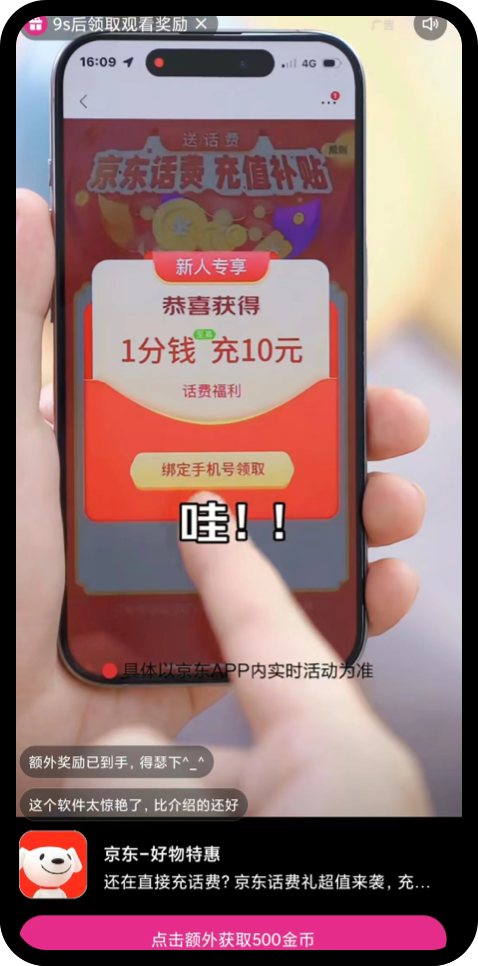 9s后领取观看奖励
广告
16:09
4G
1
送话费
规则
京东话费 充值补贴
新人专享
恭喜获得
1分钱 充10元
话费福利
绑定手机号领取
哇！！
具体以京东APP内实时活动为准
额外奖励已到手，得瑟下^_^
这个软件太惊艳了，比介绍的还好
京东-好物特惠
还在直接充话费？京东话费礼超值来袭，充...
点击额外获取500金币